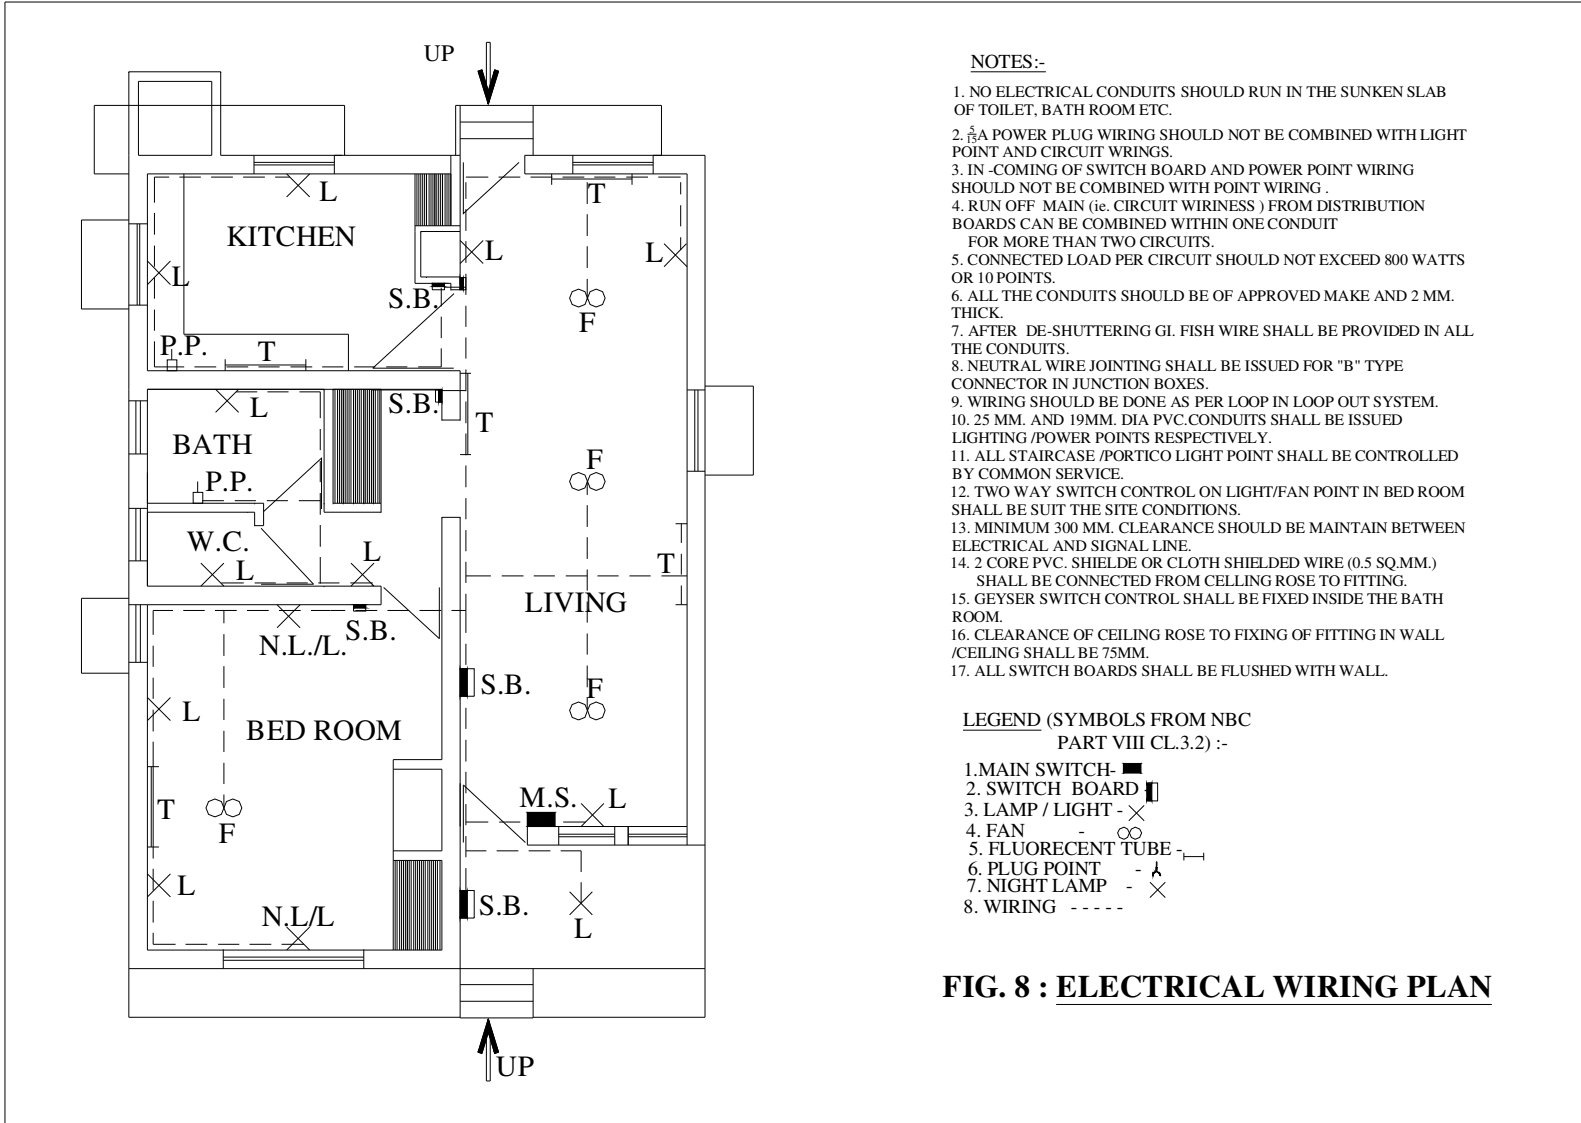 UP
L
KITCHEN
L
S.B.
P.P.
T
T
L
L
F
L
S.B.
T
BATH
F
P.P.
W.C.
L
L
T
LIVING
N.L./L.
S.B.
L
S.B.
F
BED ROOM
T
F
M.S.
L
L
N.L/L
S.B.
L
UP
NOTES:-
1. NO ELECTRICAL CONDUITS SHOULD RUN IN THE SUNKEN SLAB
OF TOILET, BATH ROOM ETC.
2. 5/15A POWER PLUG WIRING SHOULD NOT BE COMBINED WITH LIGHT
POINT AND CIRCUIT WRINGS.
3. IN -COMING OF SWITCH BOARD AND POWER POINT WIRING
SHOULD NOT BE COMBINED WITH POINT WIRING .
4. RUN OFF MAIN (ie. CIRCUIT WIRINESS ) FROM DISTRIBUTION
BOARDS CAN BE COMBINED WITHIN ONE CONDUIT
FOR MORE THAN TWO CIRCUITS.
5. CONNECTED LOAD PER CIRCUIT SHOULD NOT EXCEED 800 WATTS
OR 10 POINTS.
6. ALL THE CONDUITS SHOULD BE OF APPROVED MAKE AND 2 MM.
THICK.
7. AFTER DE-SHUTTERING GI. FISH WIRE SHALL BE PROVIDED IN ALL
THE CONDUITS.
8. NEUTRAL WIRE JOINTING SHALL BE ISSUED FOR "B" TYPE
CONNECTOR IN JUNCTION BOXES.
9. WIRING SHOULD BE DONE AS PER LOOP IN LOOP OUT SYSTEM.
10. 25 MM. AND 19MM. DIA PVC.CONDUITS SHALL BE ISSUED
LIGHTING /POWER POINTS RESPECTIVELY.
11. ALL STAIRCASE /PORTICO LIGHT POINT SHALL BE CONTROLLED
BY COMMON SERVICE.
12. TWO WAY SWITCH CONTROL ON LIGHT/FAN POINT IN BED ROOM
SHALL BE SUIT THE SITE CONDITIONS.
13. MINIMUM 300 MM. CLEARANCE SHOULD BE MAINTAIN BETWEEN
ELECTRICAL AND SIGNAL LINE.
14. 2 CORE PVC. SHIELDE OR CLOTH SHIELDED WIRE (0.5 SQ.MM.)
SHALL BE CONNECTED FROM CELLING ROSE TO FITTING.
15. GEYSER SWITCH CONTROL SHALL BE FIXED INSIDE THE BATH
ROOM.
16. CLEARANCE OF CEILING ROSE TO FIXING OF FITTING IN WALL
/CEILING SHALL BE 75MM.
17. ALL SWITCH BOARDS SHALL BE FLUSHED WITH WALL.
LEGEND (SYMBOLS FROM NBC
PART VIII CL.3.2) :-
1.MAIN SWITCH-
2. SWITCH BOARD -
3. LAMP / LIGHT -
4. FAN -
5. FLUORECENT TUBE -
6. PLUG POINT -
7. NIGHT LAMP -
8. WIRING - - - - -
FIG. 8 : ELECTRICAL WIRING PLAN